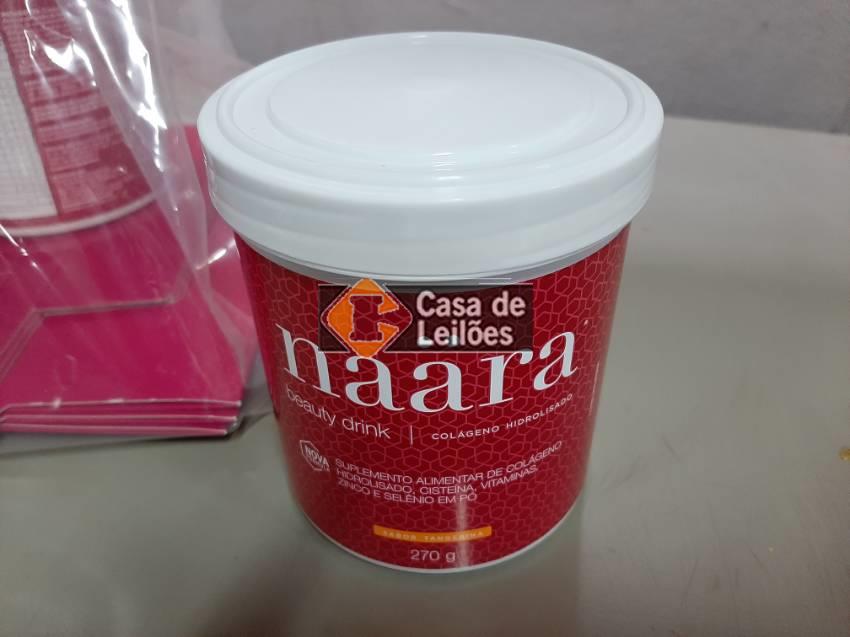 Casa de
Leilões
naara
beauty drink | COLÁGENO HIDROLISADO
NOVA
SUPLEMENTO ALIMENTAR DE COLÁGENO
HIDROLISADO, CISTEÍNA, VITAMINAS,
ZINCO E SELÊNIO EM PÓ
SABOR TANGERINA
270 g